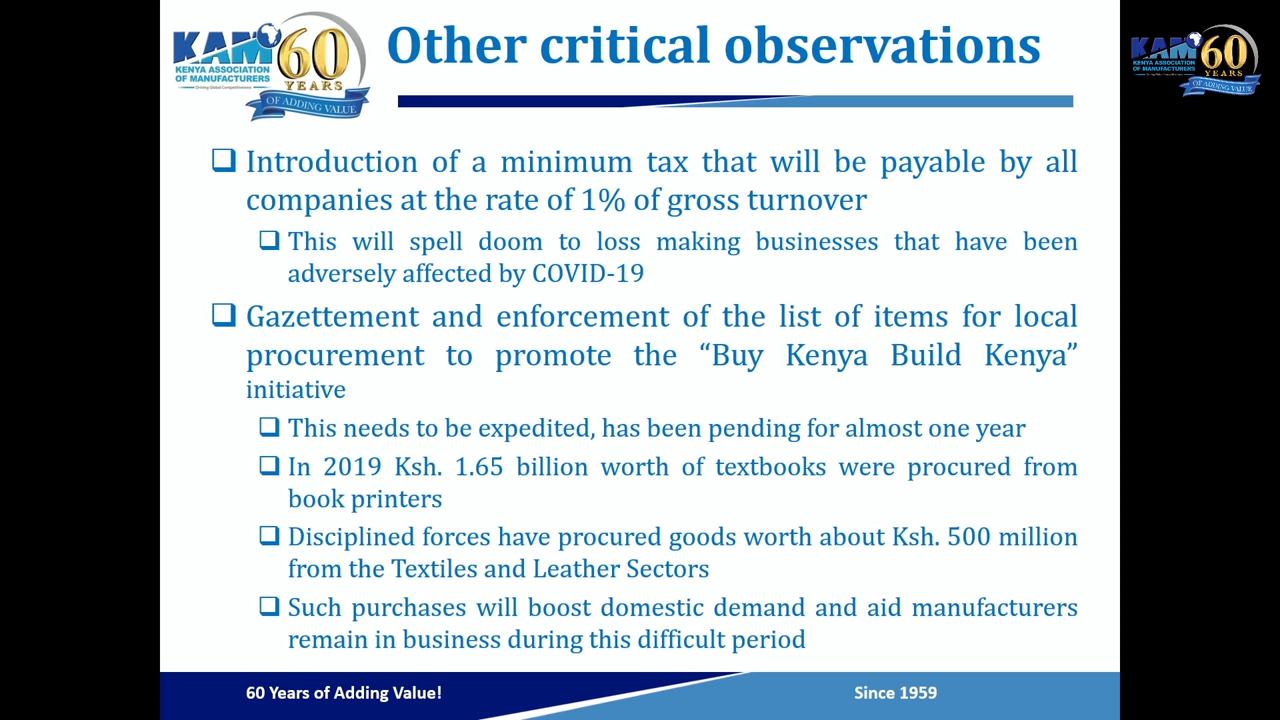 KAM 60
KENYA ASSOCIATION
OF MANUFACTURERS
Driving Global Competitiveness
YEARS
OF ADDING VALUE
Other critical observations
KAM 60
KENYA ASSOCIATION
OF MANUFACTURERS
YEARS
OF ADDING VALUE
❑ Introduction of a minimum tax that will be payable by all
companies at the rate of 1% of gross turnover
❑ This will spell doom to loss making businesses that have been
adversely affected by COVID-19
❑ Gazettement and enforcement of the list of items for local
procurement to promote the “Buy Kenya Build Kenya”
initiative
❑ This needs to be expedited, has been pending for almost one year
❑ In 2019 Ksh. 1.65 billion worth of textbooks were procured from
book printers
❑ Disciplined forces have procured goods worth about Ksh. 500 million
from the Textiles and Leather Sectors
❑ Such purchases will boost domestic demand and aid manufacturers
remain in business during this difficult period
60 Years of Adding Value!
Since 1959